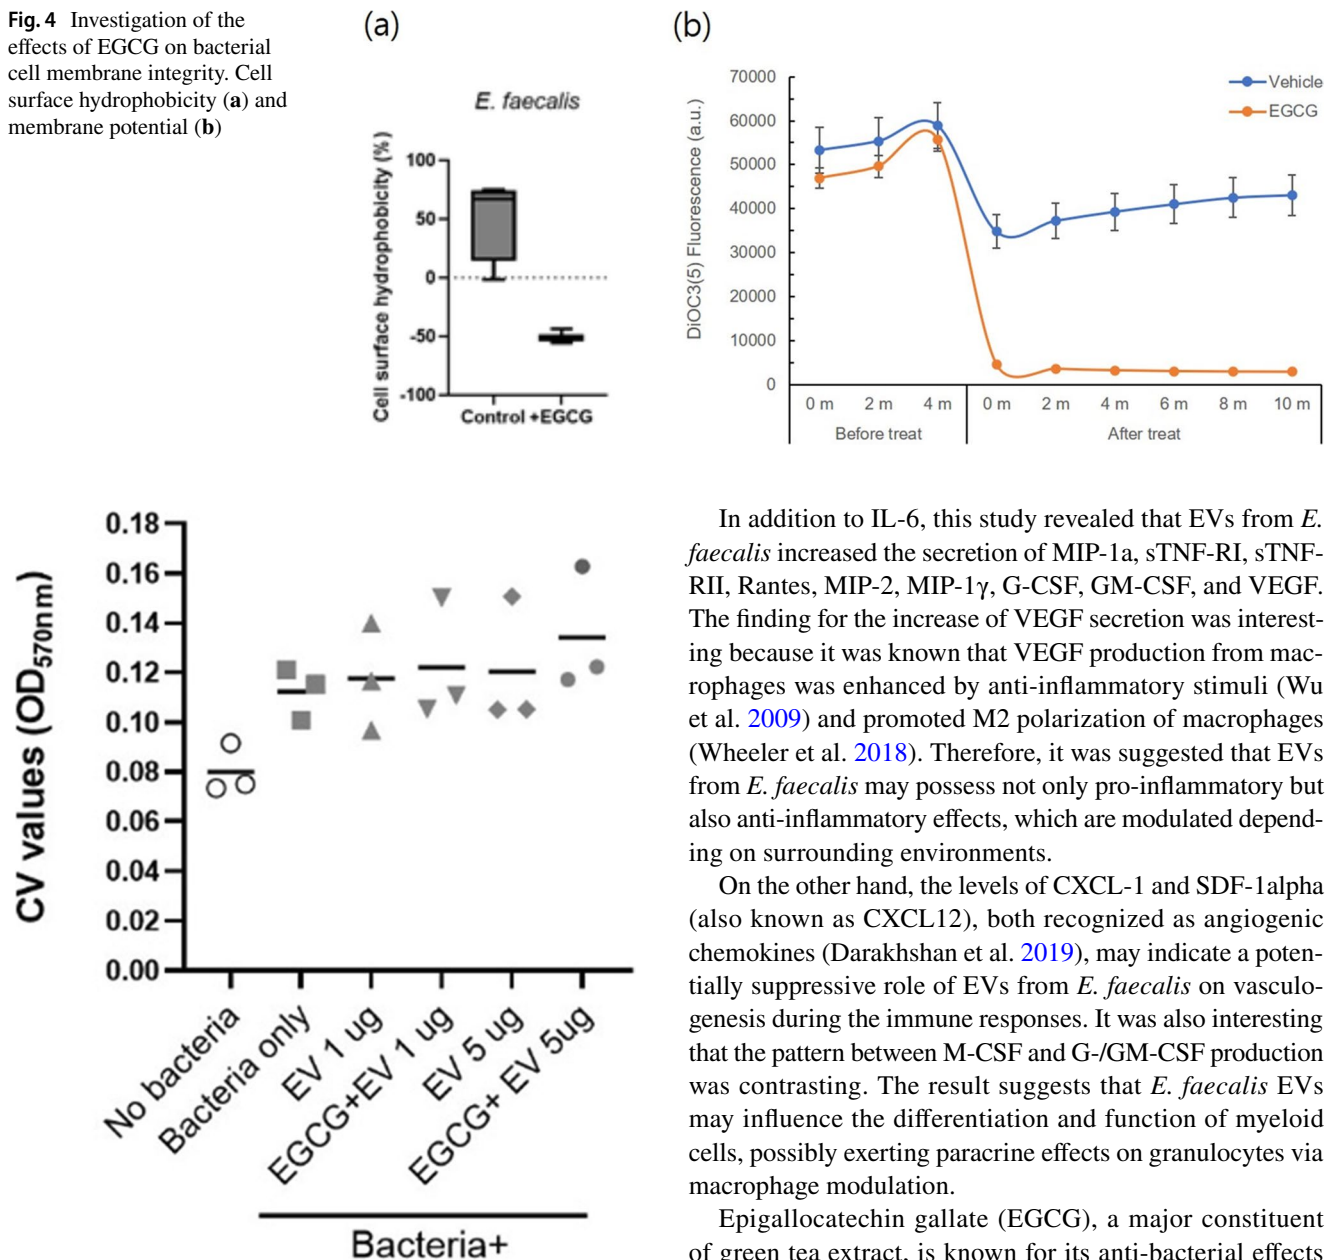 Fig. 4 Investigation of the
effects of EGCG on bacterial
cell membrane integrity. Cell
surface hydrophobicity (a) and
membrane potential (b)
(a)
E. faecalis
Cell surface hydrophobicity (%)
100
50
0
-50
-100
Control +EGCG
(b)
DiOC3(5) Fluorescence (a.u.)
70000
60000
50000
40000
30000
20000
10000
0
Vehicle
EGCG
0 m 2 m 4 m 0 m 2 m 4 m 6 m 8 m 10 m
Before treat After treat
CV values (OD570nm)
0.18
0.16
0.14
0.12
0.10
0.08
0.06
0.04
0.02
0.00
No bacteria
Bacteria only
EV 1 ug
EGCG+EV 1 ug
EV 5 ug
EGCG+ EV 5ug
Bacteria+
In addition to IL-6, this study revealed that EVs from E.
faecalis increased the secretion of MIP-1a, sTNF-RI, sTNF-
RII, Rantes, MIP-2, MIP-1γ, G-CSF, GM-CSF, and VEGF.
The finding for the increase of VEGF secretion was interest-
ing because it was known that VEGF production from mac-
rophages was enhanced by anti-inflammatory stimuli (Wu
et al. 2009) and promoted M2 polarization of macrophages
(Wheeler et al. 2018). Therefore, it was suggested that EVs
from E. faecalis may possess not only pro-inflammatory but
also anti-inflammatory effects, which are modulated depend-
ing on surrounding environments.
On the other hand, the levels of CXCL-1 and SDF-1alpha
(also known as CXCL12), both recognized as angiogenic
chemokines (Darakhshan et al. 2019), may indicate a poten-
tially suppressive role of EVs from E. faecalis on vasculo-
genesis during the immune responses. It was also interesting
that the pattern between M-CSF and G-/GM-CSF production
was contrasting. The result suggests that E. faecalis EVs
may influence the differentiation and function of myeloid
cells, possibly exerting paracrine effects on granulocytes via
macrophage modulation.
Epigallocatechin gallate (EGCG), a major constituent
of green tea extract, is known for its anti-bacterial effects